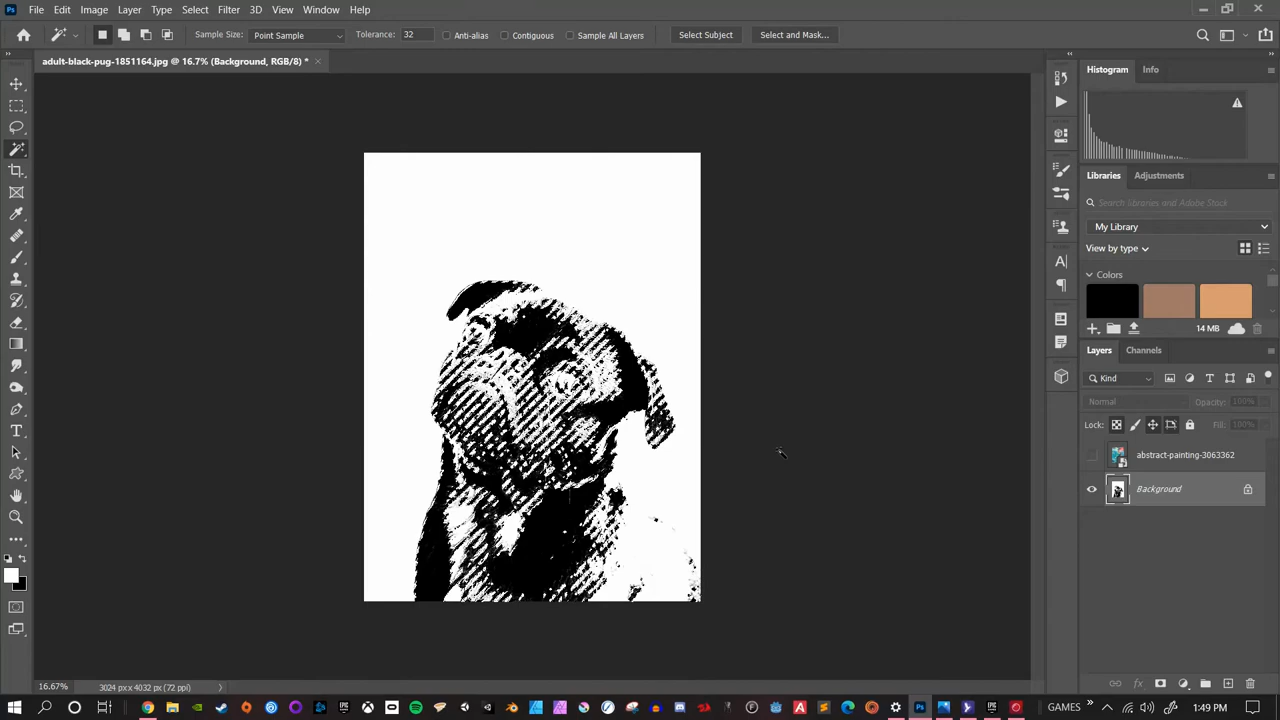 Ps File Edit Image Layer Type Select Filter 3D View Window Help
Sample Size: Point Sample Tolerance: 32 Anti-alias Contiguous Sample All Layers Select Subject Select and Mask...
adult-black-pug-1851164.jpg @ 16.7% (Background, RGB/8) *
Histogram Info
Libraries Adjustments
Search libraries and Adobe Stock
My Library
View by type
Colors
14 MB
Layers Channels
Kind
Normal Opacity: 100%
Lock: Fill: 100%
abstract-painting-3063362
Background
16.67% 3024 px x 4032 px (72 ppi)
GAMES 1:49 PM